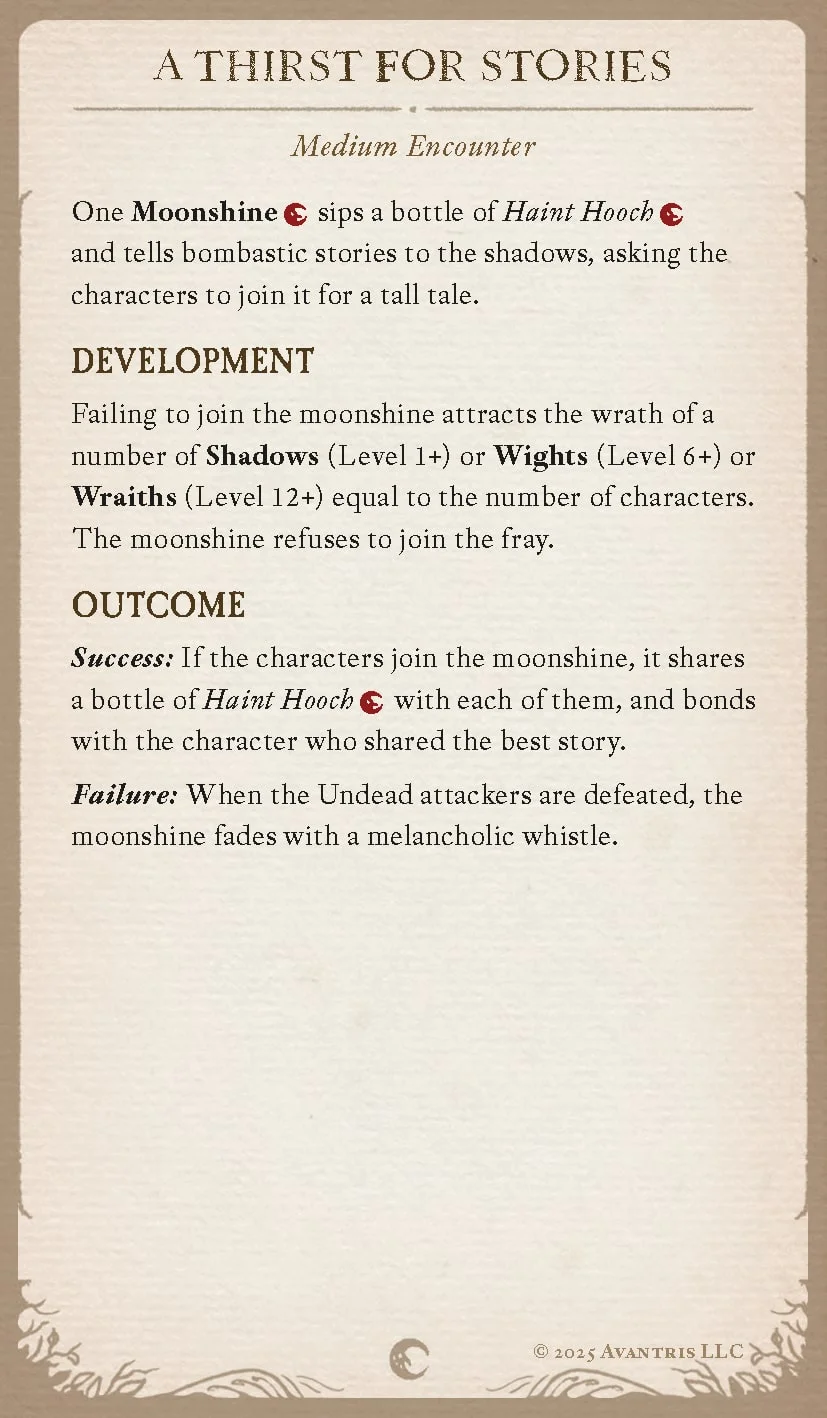 A THIRST FOR STORIES
Medium Encounter
One Moonshine sips a bottle of Haint Hooch
and tells bombastic stories to the shadows, asking the
characters to join it for a tall tale.
DEVELOPMENT
Failing to join the moonshine attracts the wrath of a
number of Shadows (Level 1+) or Wights (Level 6+) or
Wraiths (Level 12+) equal to the number of characters.
The moonshine refuses to join the fray.
OUTCOME
Success: If the characters join the moonshine, it shares
a bottle of Haint Hooch with each of them, and bonds
with the character who shared the best story.
Failure: When the Undead attackers are defeated, the
moonshine fades with a melancholic whistle.
© 2025 AVANTRIS LLC